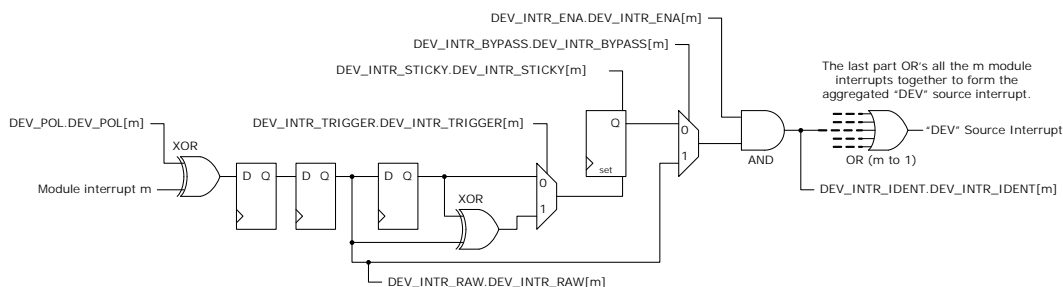 DEV_INTR_ENA.DEV_INTR_ENA[m]
DEV_INTR_BYPASS.DEV_INTR_BYPASS[m]
DEV_INTR_STICKY.DEV_INTR_STICKY[m]
The last part OR's all the m module
interrupts together to form the
aggregated “DEV” source interrupt.
DEV_POL.DEV_POL[m]
DEV_INTR_TRIGGER.DEV_INTR_TRIGGER[m]
Q
0
1
“DEV” Source Interrupt
XOR
AND
OR (m to 1)
set
D Q
D Q
D Q
0
1
Module interrupt m
DEV_INTR_IDENT.DEV_INTR_IDENT[m]
XOR
DEV_INTR_RAW.DEV_INTR_RAW[m]